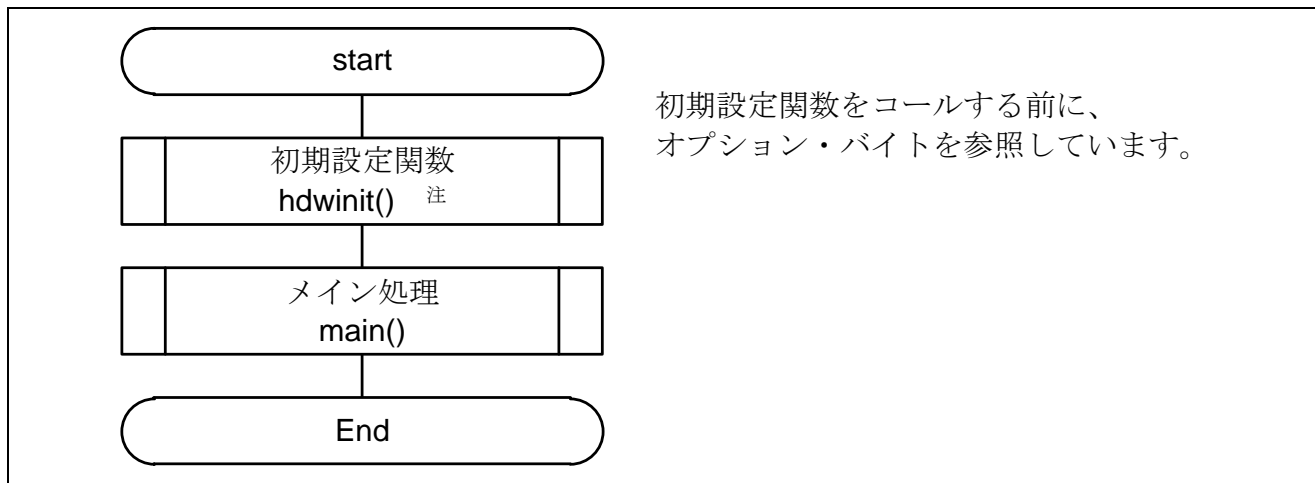 start
初期設定関数をコールする前に、
オプション・バイトを参照しています。
初期設定関数
hdwinit() 注
メイン処理
main()
End